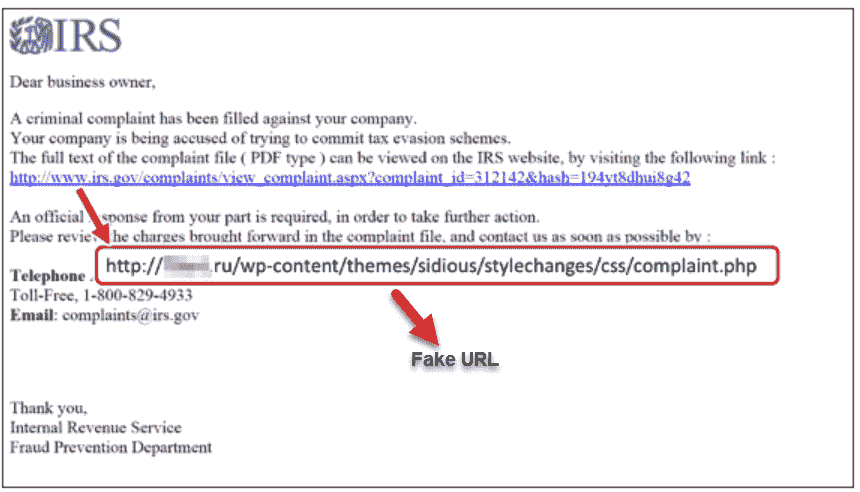 IRS
Dear business owner,
A criminal complaint has been filled against your company.
Your company is being accused of trying to commit tax evasion schemes.
The full text of the complaint file ( PDF type ) can be viewed on the IRS website, by visiting the following link :
http://www.irs.gov/complaints/view_complaint.aspx?complaint_id=312142&hash=194yt8dhui8g42
An official sponse from your part is required, in order to take further action.
Please review he charges brought forward in the complaint file, and contact us as soon as possible by :
http:// .ru/wp-content/themes/sidious/stylechanges/css/complaint.php
Telephone
Toll-Free, 1-800-829-4933
Email: complaints@irs.gov
Fake URL
Thank you,
Internal Revenue Service
Fraud Prevention Department